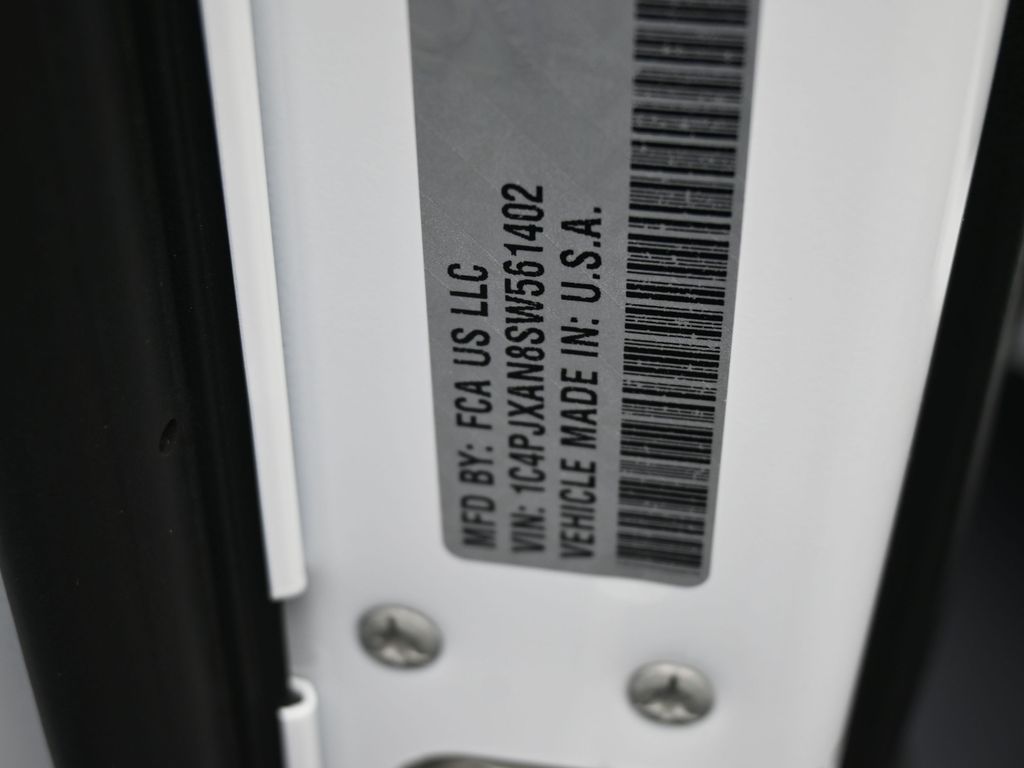 MFD BY: FCA US LLC
VIN: 1C4PJXAN8SW561402
VEHICLE MADE IN: U.S.A.